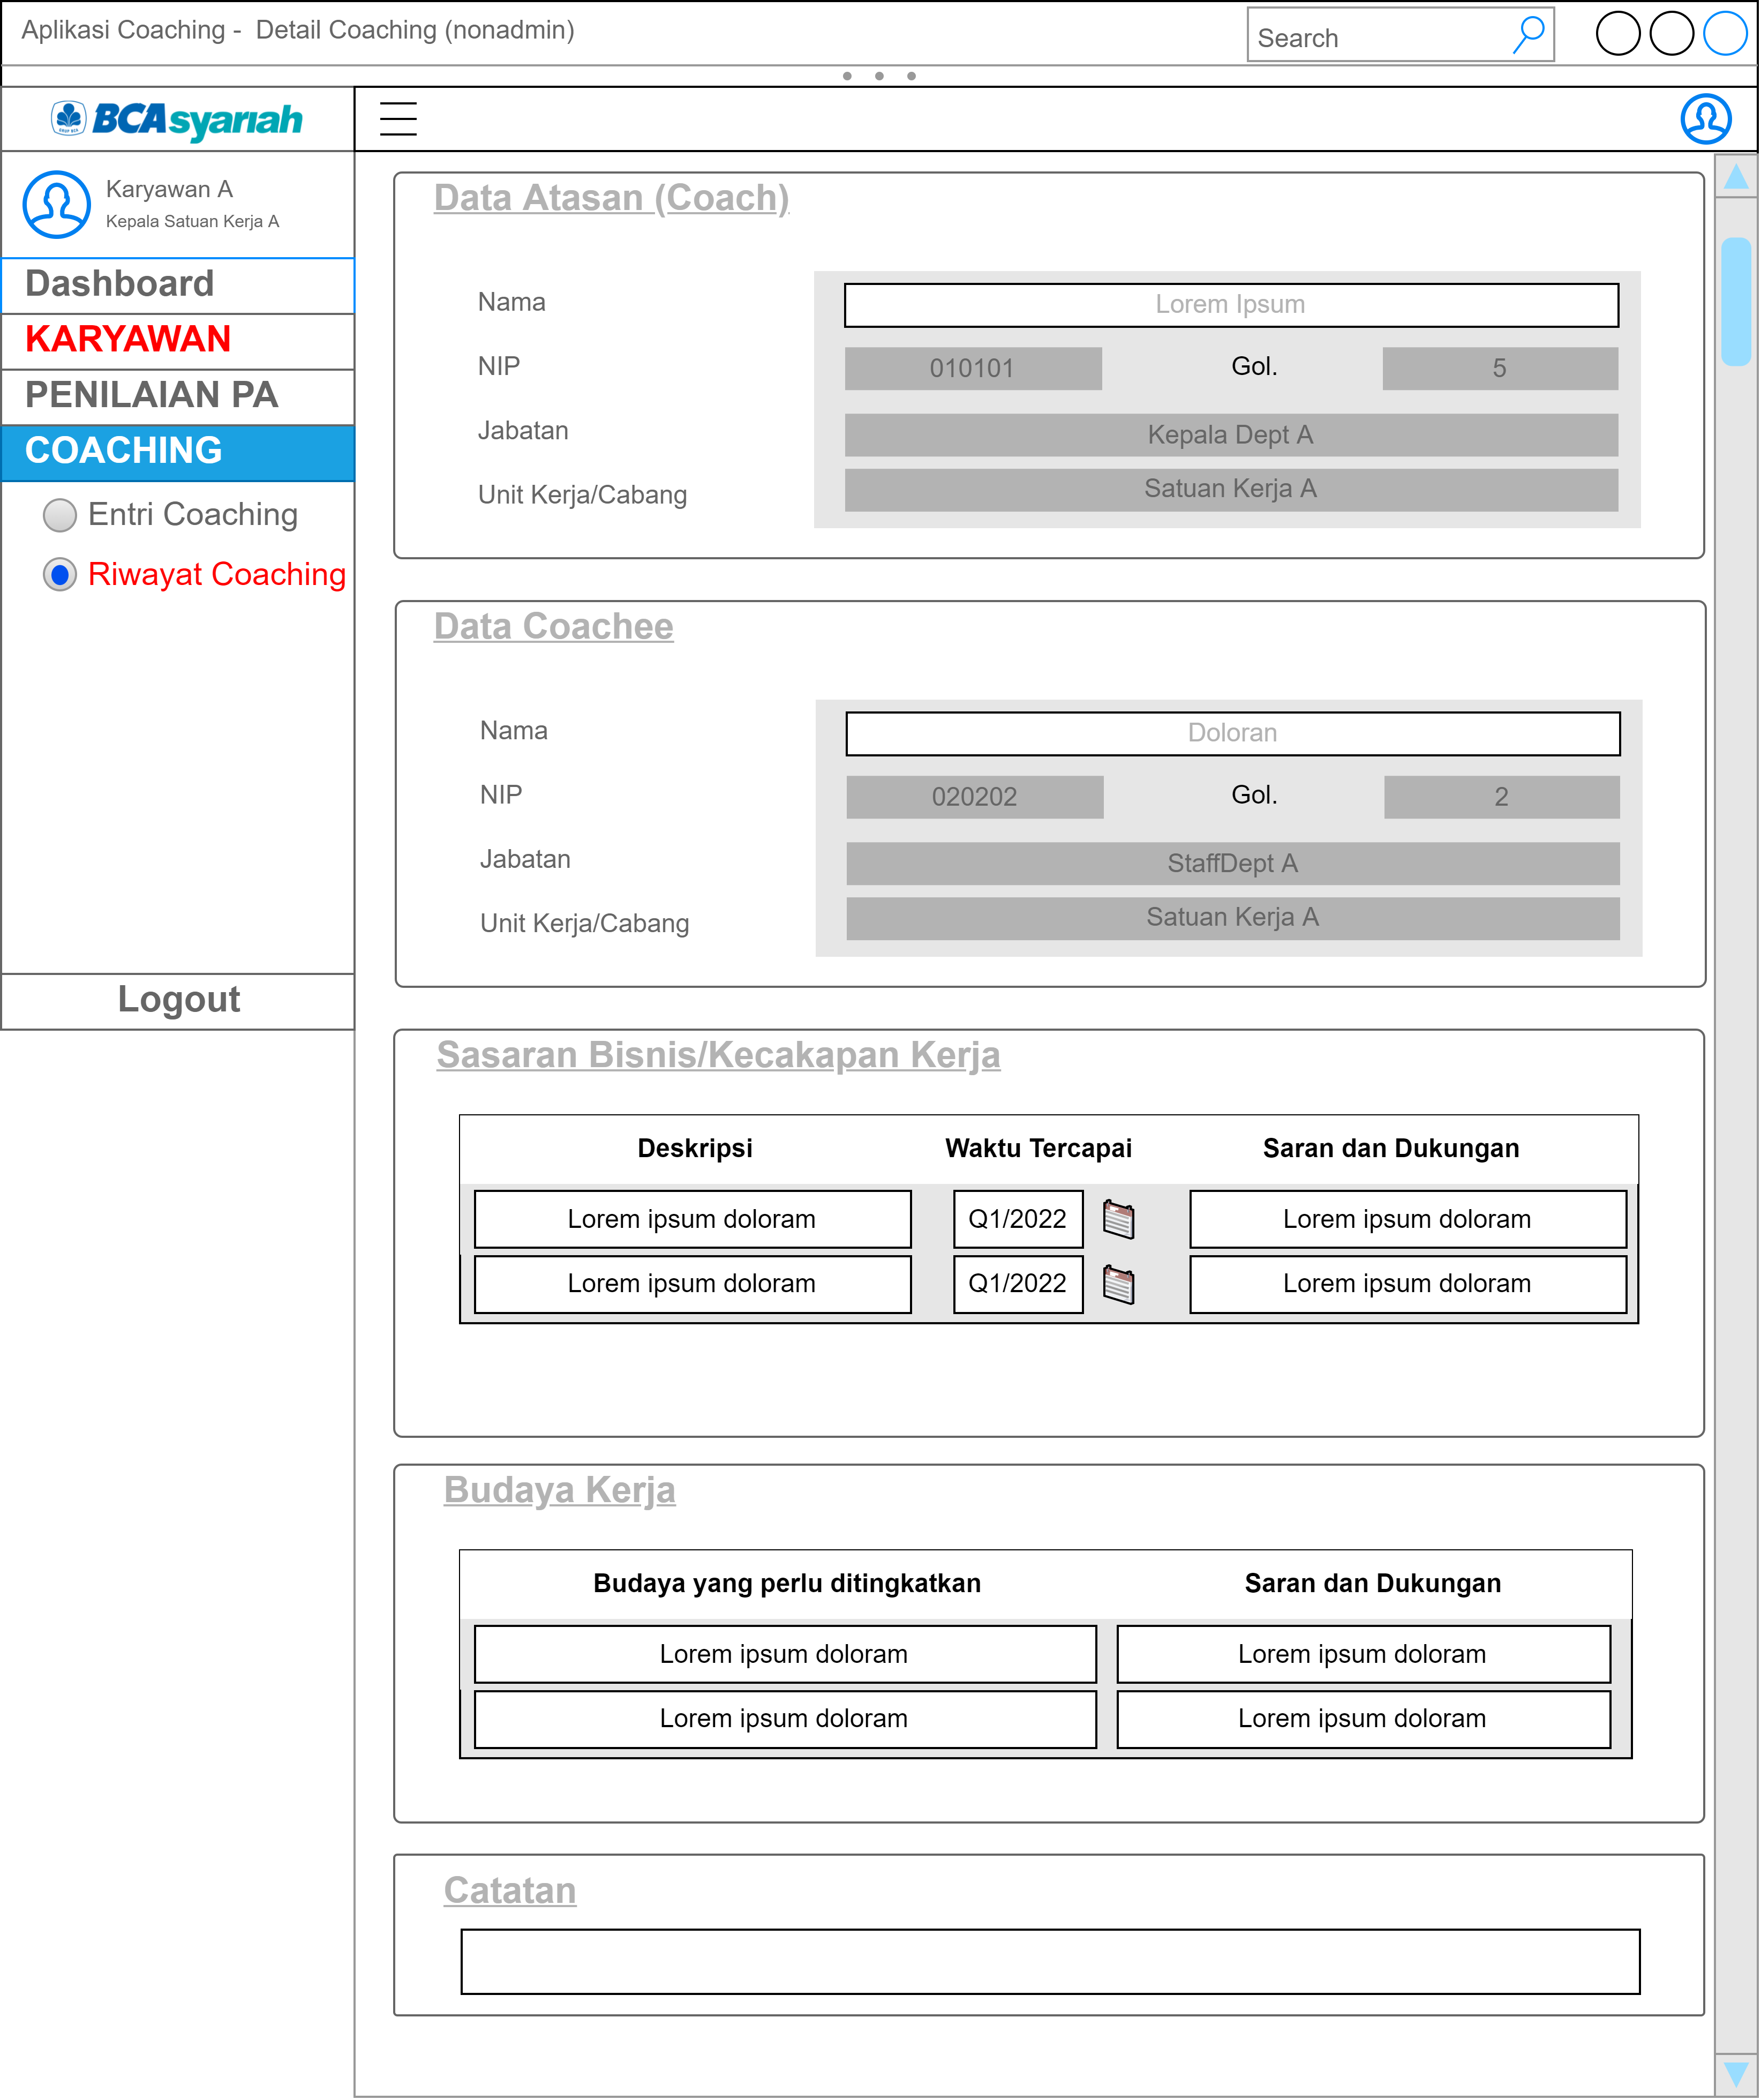 Aplikasi Coaching -  Detail Coaching (nonadmin)
Search
BCAsyariah
Karyawan A
Kepala Satuan Kerja A
Dashboard
KARYAWAN
PENILAIAN PA
COACHING
Entri Coaching
Riwayat Coaching
Logout
Data Atasan (Coach)
Nama Lorem Ipsum
NIP 010101 Gol. 5
Jabatan Kepala Dept A
Unit Kerja/Cabang Satuan Kerja A
Data Coachee
Nama Doloran
NIP 020202 Gol. 2
Jabatan StaffDept A
Unit Kerja/Cabang Satuan Kerja A
Sasaran Bisnis/Kecakapan Kerja
Deskripsi Waktu Tercapai Saran dan Dukungan
Lorem ipsum doloram Q1/2022 Lorem ipsum doloram
Lorem ipsum doloram Q1/2022 Lorem ipsum doloram
Budaya Kerja
Budaya yang perlu ditingkatkan Saran dan Dukungan
Lorem ipsum doloram Lorem ipsum doloram
Lorem ipsum doloram Lorem ipsum doloram
Catatan